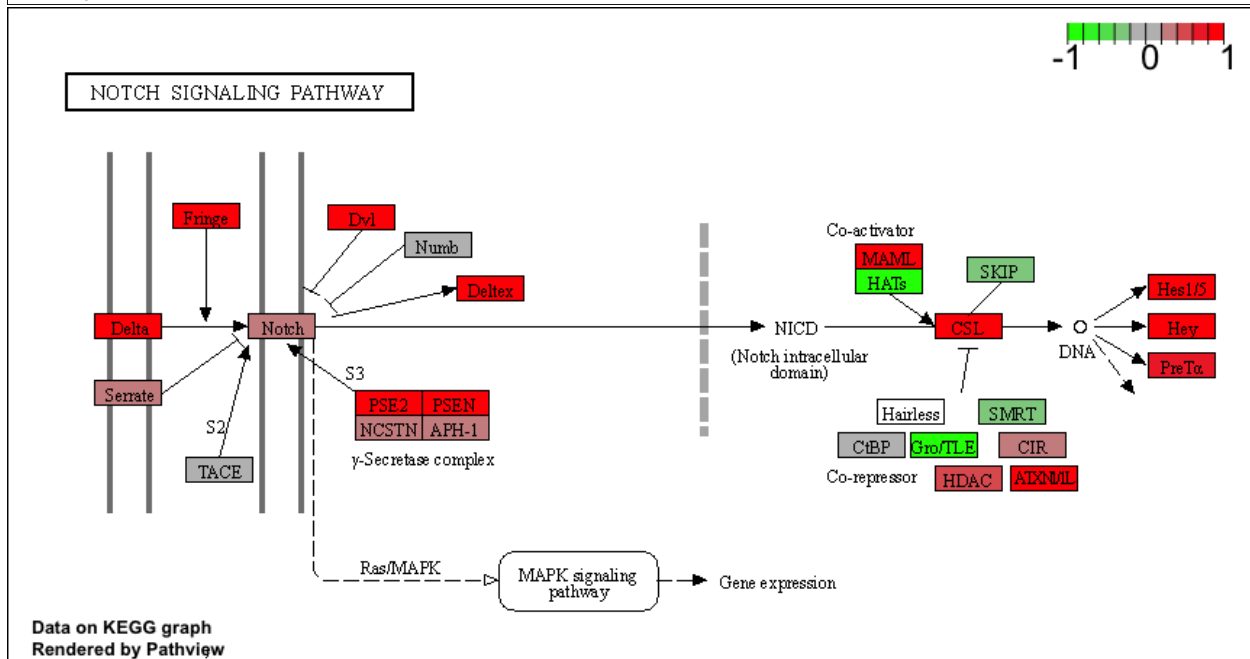 -1 0 1
NOTCH SIGNALING PATHWAY
Fringe
Dvl
Numb
Deltex
Delta
Notch
Serrate
S2
TACE
S3
PSE2 PSEN
NCSTN APH-1
γ-Secretase complex
Co-activator
MAML
HATs
SKIP
NICD
(Notch intracellular
domain)
CSL
DNA
Hes1/5
Hey
PreTα
Hairless
SMRT
CtBP
Gro/TLE
CIR
Co-repressor
HDAC
Ras/MAPK
MAPK signaling
pathway
Gene expression
Data on KEGG graph
Rendered by Pathview